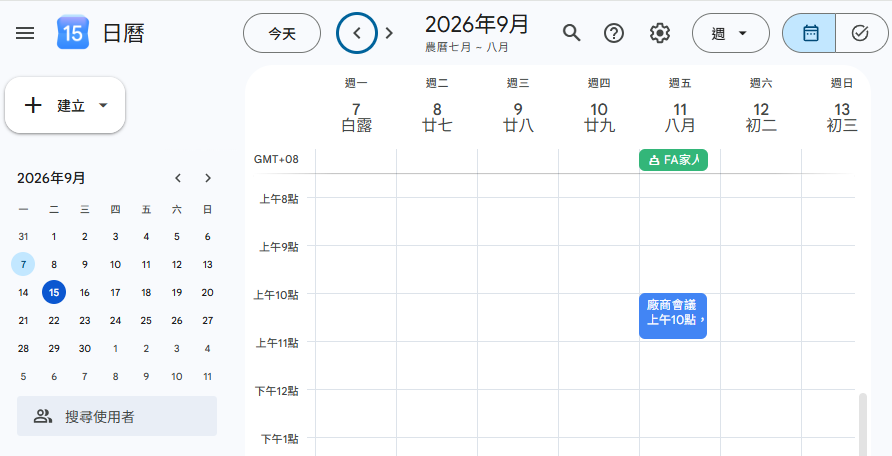 15 日曆
今天
2026年9月
農曆七月 ~ 八月
週
建立
2026年9月
一 二 三 四 五 六 日
31 1 2 3 4 5 6
7 8 9 10 11 12 13
14 15 16 17 18 19 20
21 22 23 24 25 26 27
28 29 30 1 2 3 4
5 6 7 8 9 10 11
搜尋使用者
週一 週二 週三 週四 週五 週六 週日
7 8 9 10 11 12 13
白露 廿七 廿八 廿九 八月 初二 初三
GMT+08
FA家人
上午8點
上午9點
上午10點
廠商會議
上午10點，
上午11點
下午12點
下午1點